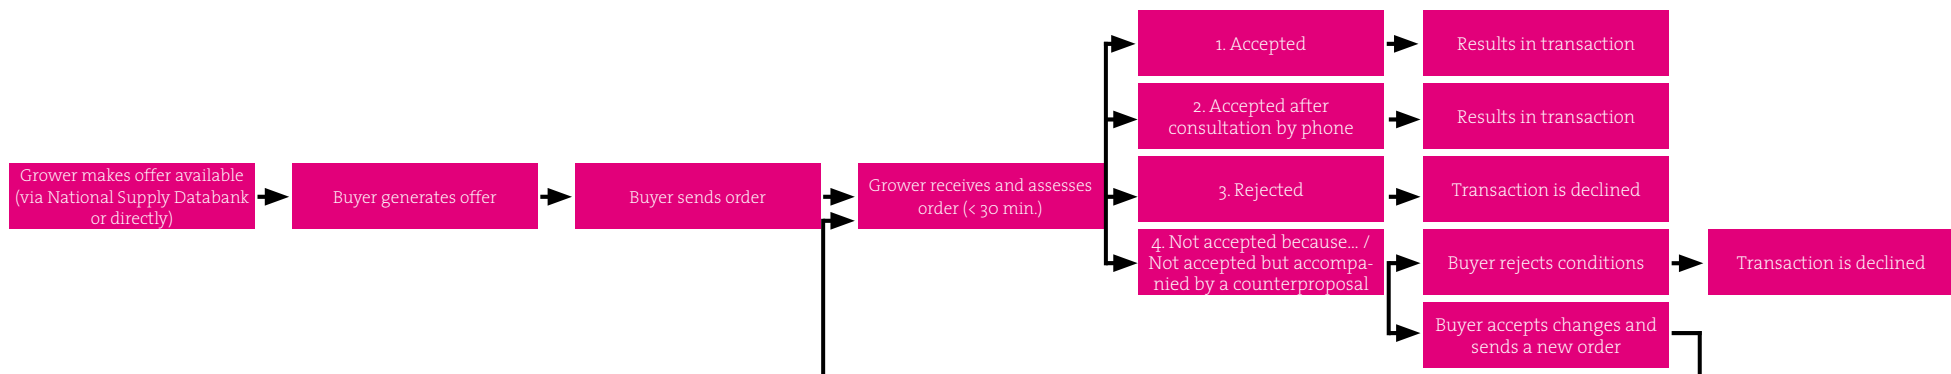 Grower makes offer available
(via National Supply Databank
or directly)
Buyer generates offer
Buyer sends order
Grower receives and assesses
order (< 30 min.)
1. Accepted
Results in transaction
2. Accepted after
consultation by phone
Results in transaction
3. Rejected
Transaction is declined
4. Not accepted because... /
Not accepted but accompa-
nied by a counterproposal
Buyer rejects conditions
Transaction is declined
Buyer accepts changes and
sends a new order